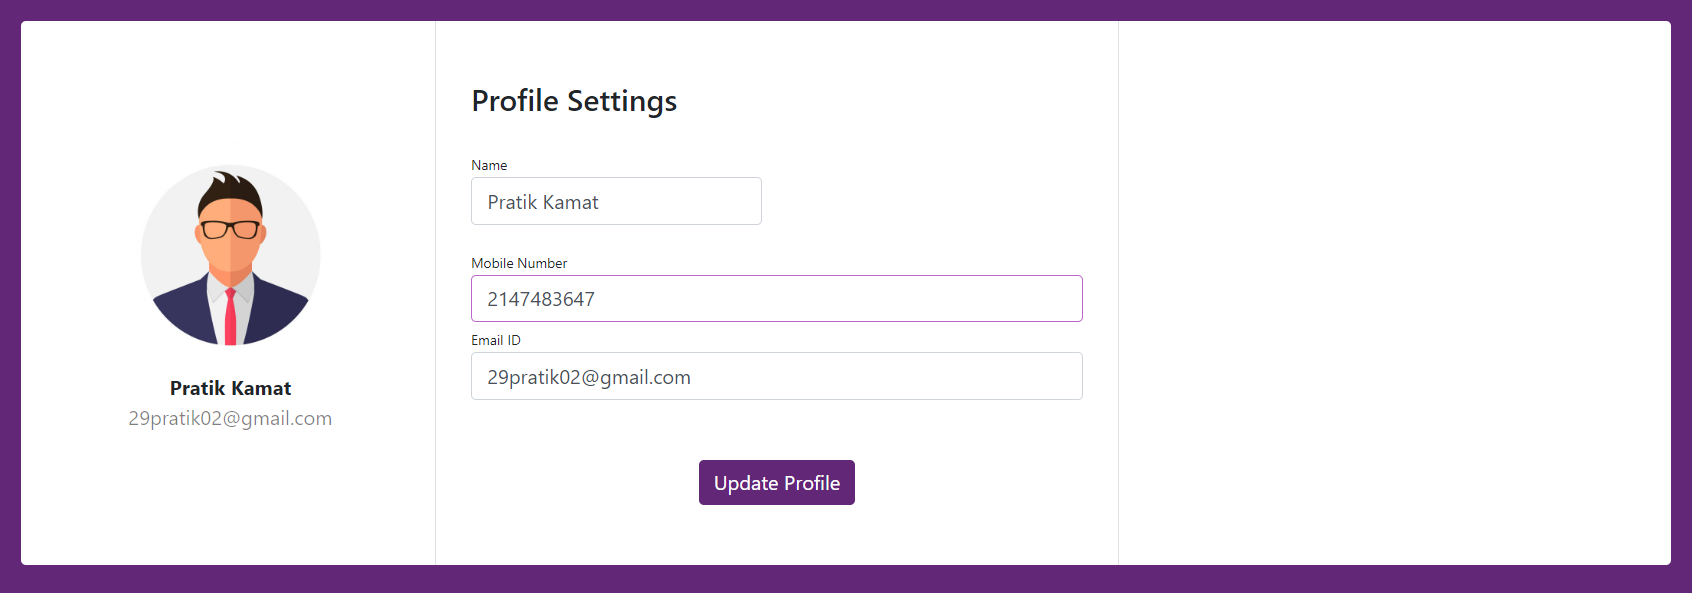 Pratik Kamat
29pratik02@gmail.com
Profile Settings
Name
Pratik Kamat
Mobile Number
2147483647
Email ID
29pratik02@gmail.com
Update Profile